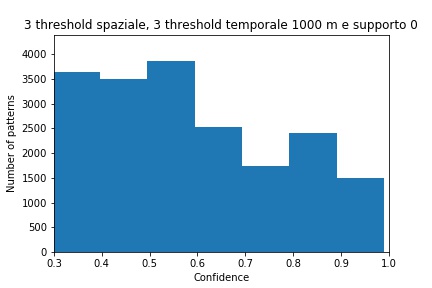 3 threshold spaziale, 3 threshold temporale 1000 m e supporto 0
4000
3500
3000
2500
2000
1500
1000
500
0
Number of patterns
0.3 0.4 0.5 0.6 0.7 0.8 0.9 1.0
Confidence